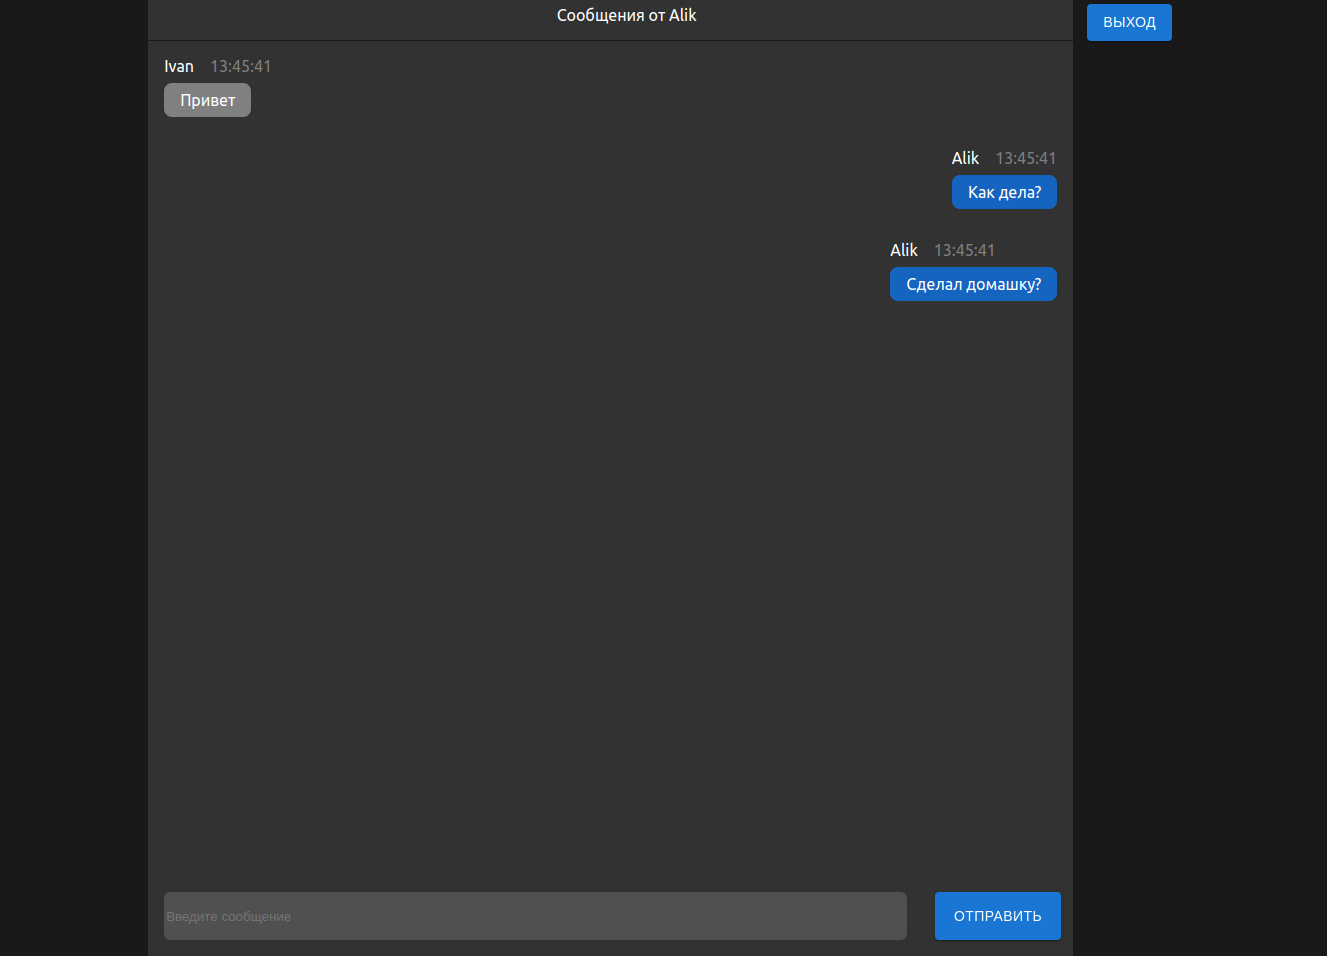 Сообщения от Alik
ВЫХОД
Ivan 13:45:41
Привет
Alik 13:45:41
Как дела?
Alik 13:45:41
Сделал домашку?
Введите сообщение
ОТПРАВИТЬ